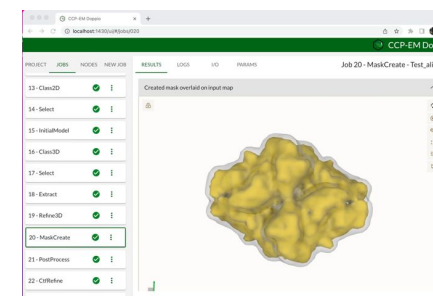 CCP-EM Doppio
localhost:1430/ui/#/jobs/020
CCP-EM Do
PROJECT JOBS NODES NEW JOB
RESULTS LOGS I/O PARAMS
Job 20 - MaskCreate - Test_ali
Created mask overlaid on input map
13 - Class2D
14 - Select
15 - InitialModel
16 - Class3D
17 - Select
18 - Extract
19 - Refine3D
20 - MaskCreate
21 - PostProcess
22 - CtfRefine